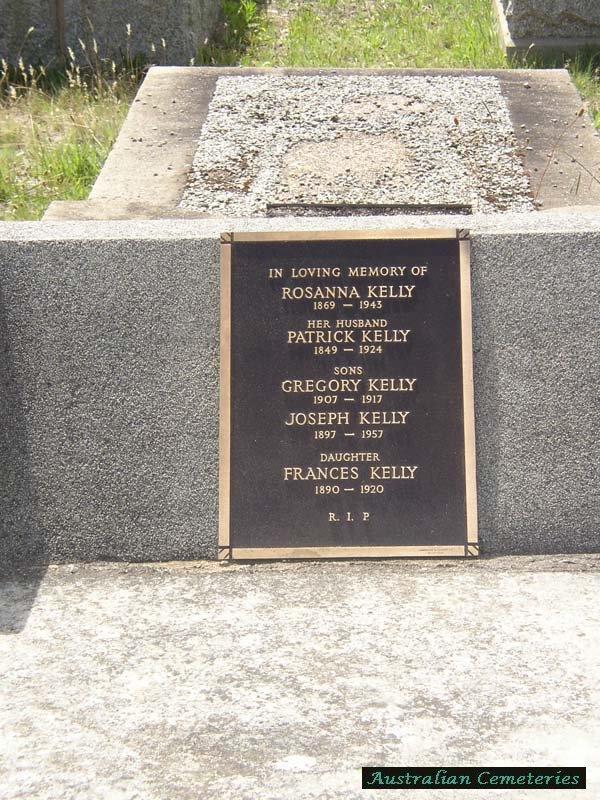 IN LOVING MEMORY OF
ROSANNA KELLY
1869 – 1943
HER HUSBAND
PATRICK KELLY
1849 – 1924
SONS
GREGORY KELLY
1907 – 1917
JOSEPH KELLY
1897 – 1957
DAUGHTER
FRANCES KELLY
1890 – 1920
R. I. P.
Australian Cemeteries